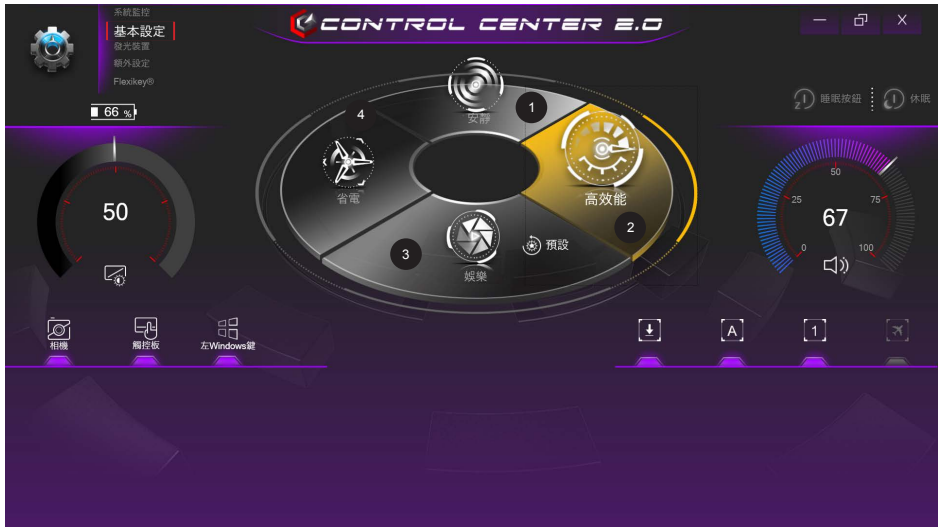 系統監控
基本設定
發光裝置
額外設定
Flexikey®
CONTROL CENTER 2.0
66 %
睡眠按鈕
休眠
安靜
1
4
省電
高效能
2
3
娛樂
預設
50
0
25
50
75
100
67
相機
觸控板
左Windows鍵
A
1